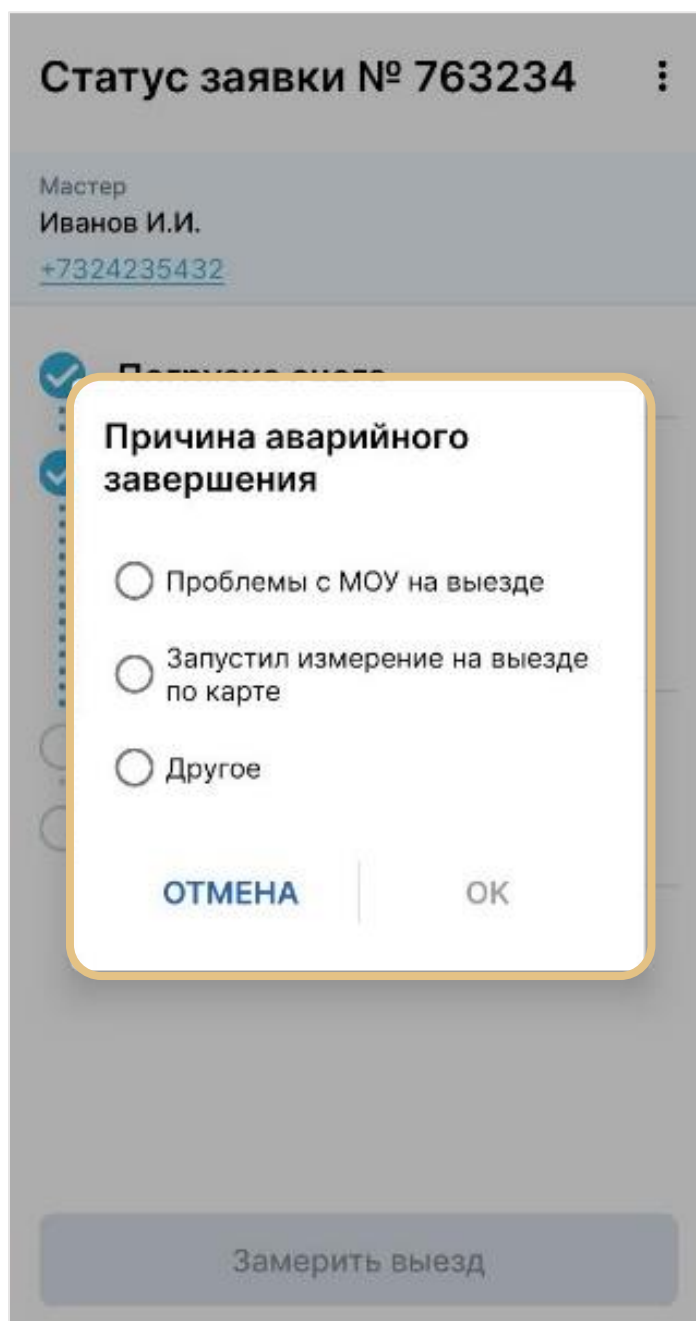 Статус заявки № 763234
Мастер
Иванов И.И.
+7324235432
Причина аварийного
завершения
Проблемы с МОУ на выезде
Запустил измерение на выезде
по карте
Другое
ОТМЕНА
ОК
Замерить выезд